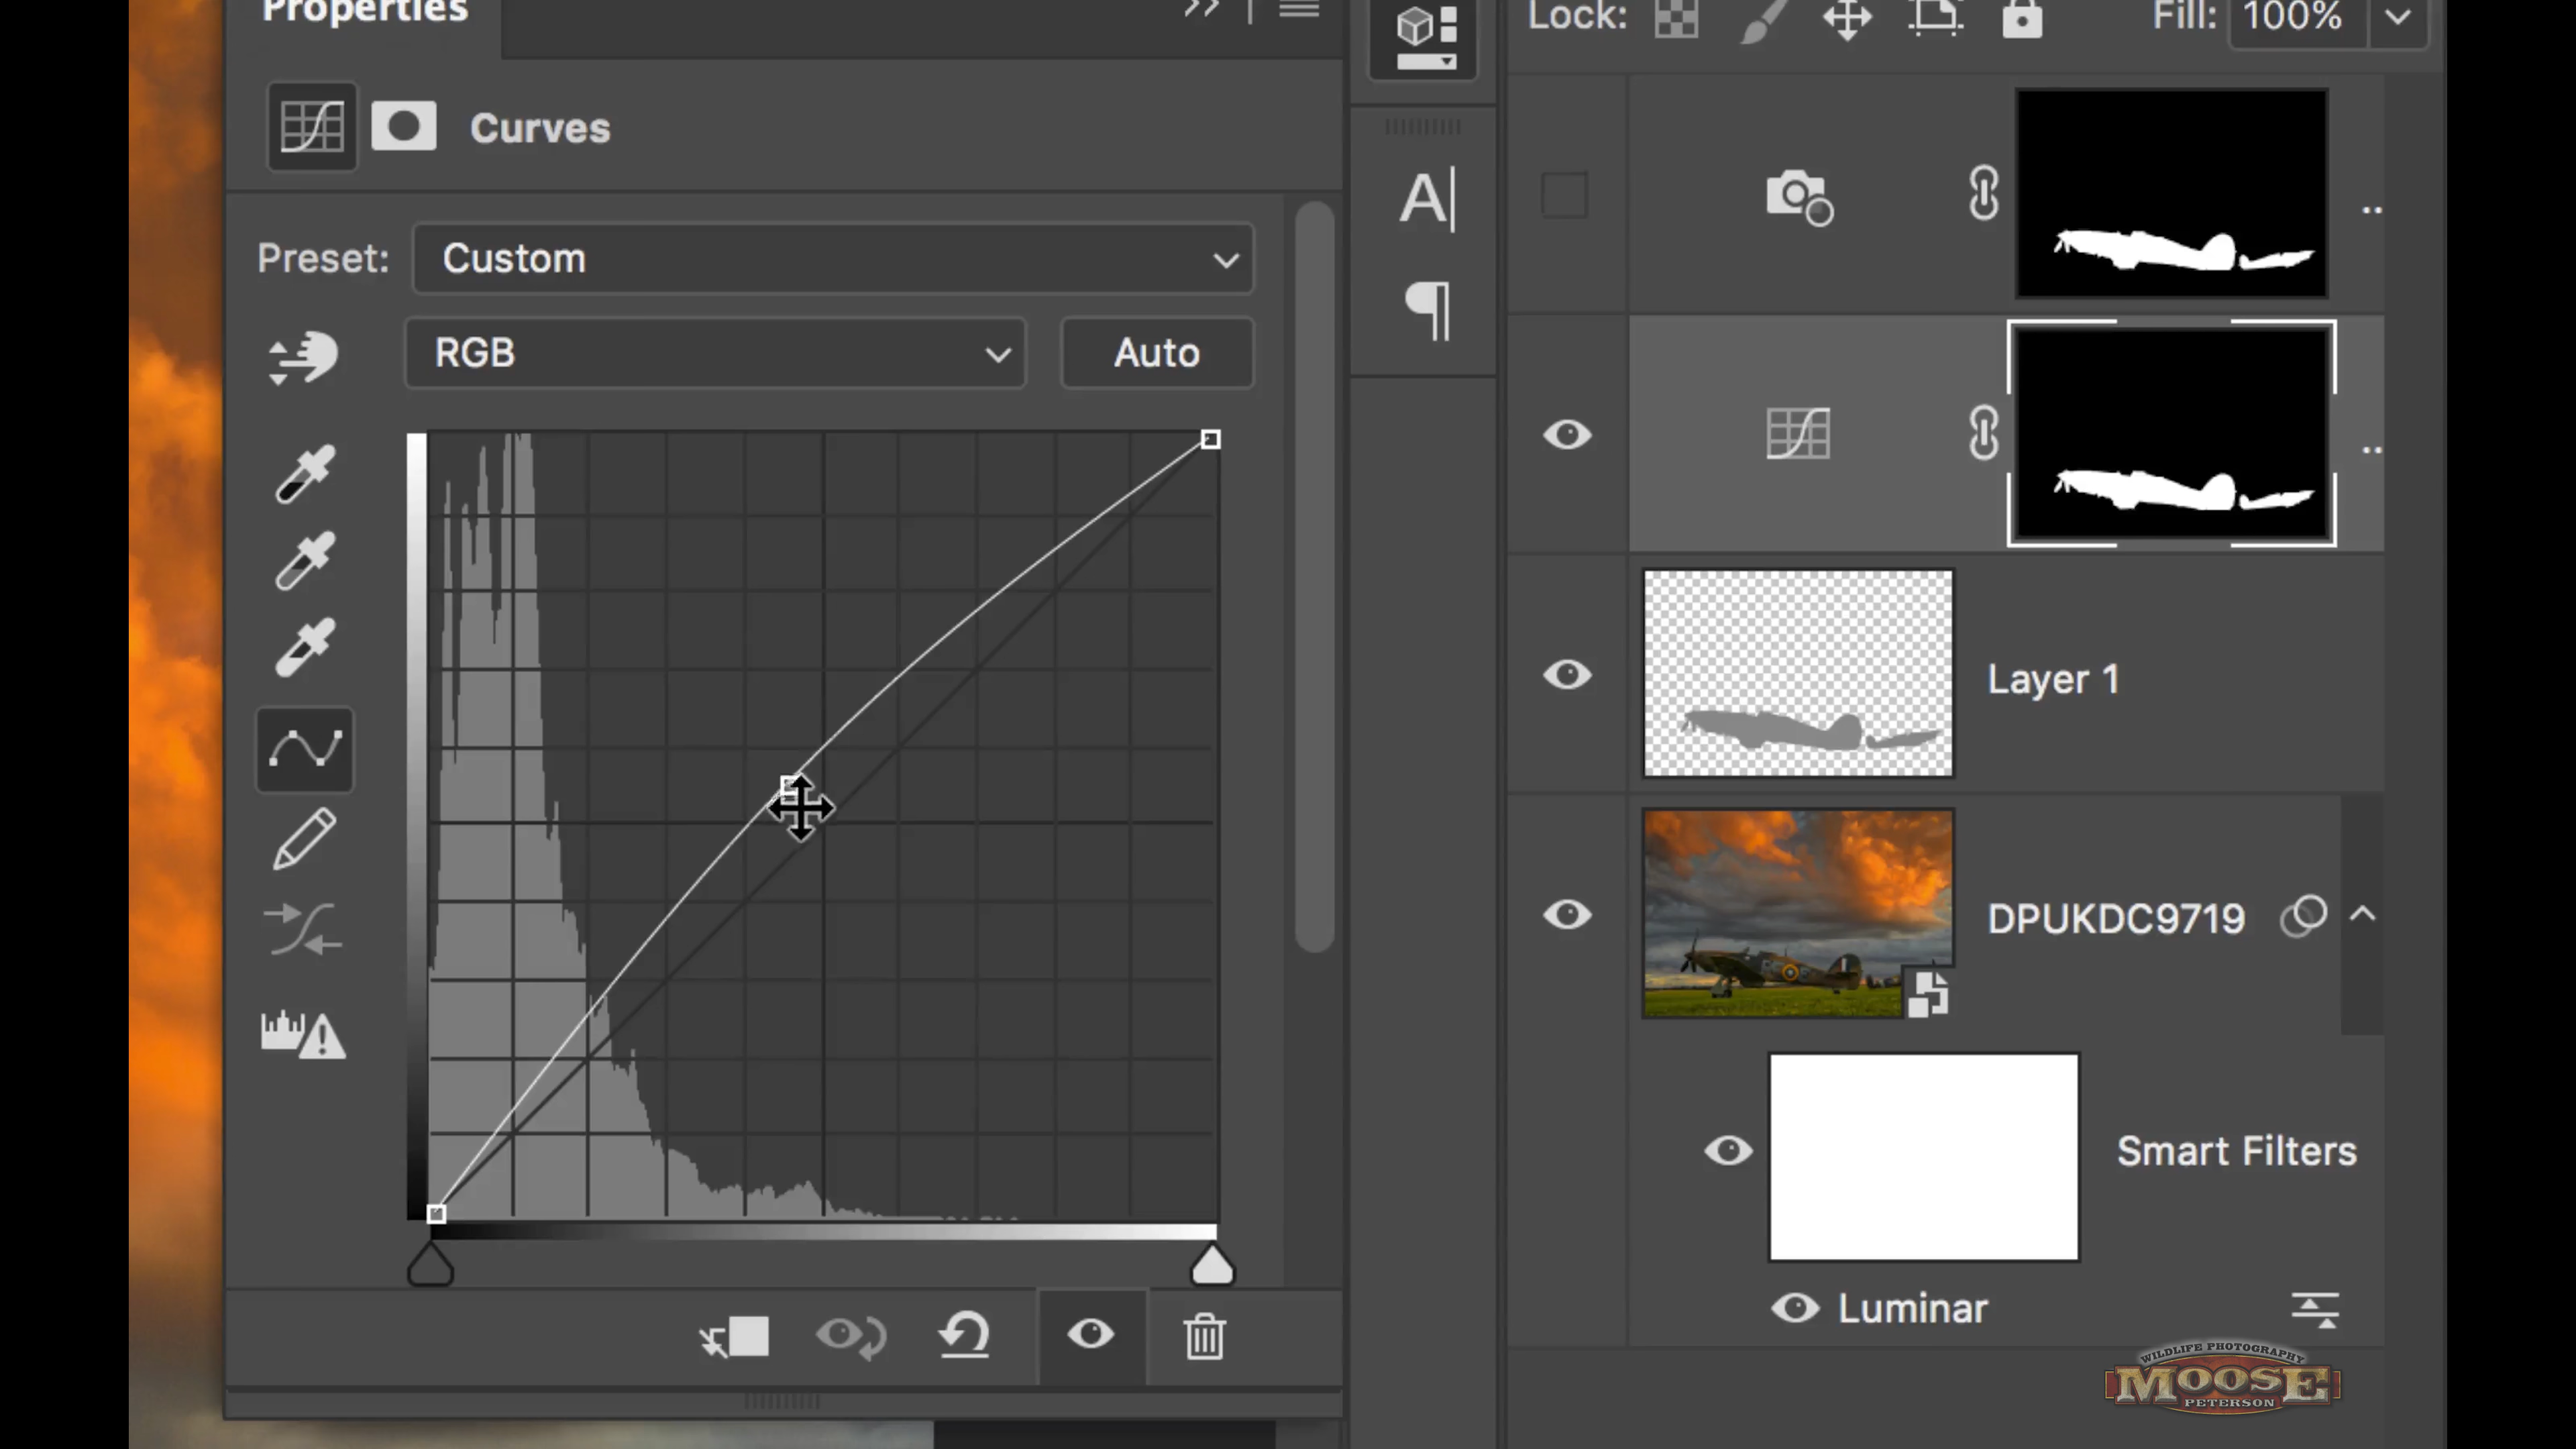 Properties
Curves
Preset: Custom
RGB
Auto
A
¶
Lock:
Fill: 100%
..
..
Layer 1
DPUKDC9719
Smart Filters
Luminar
WILDLIFE PHOTOGRAPHY
MOOSE
PETERSON